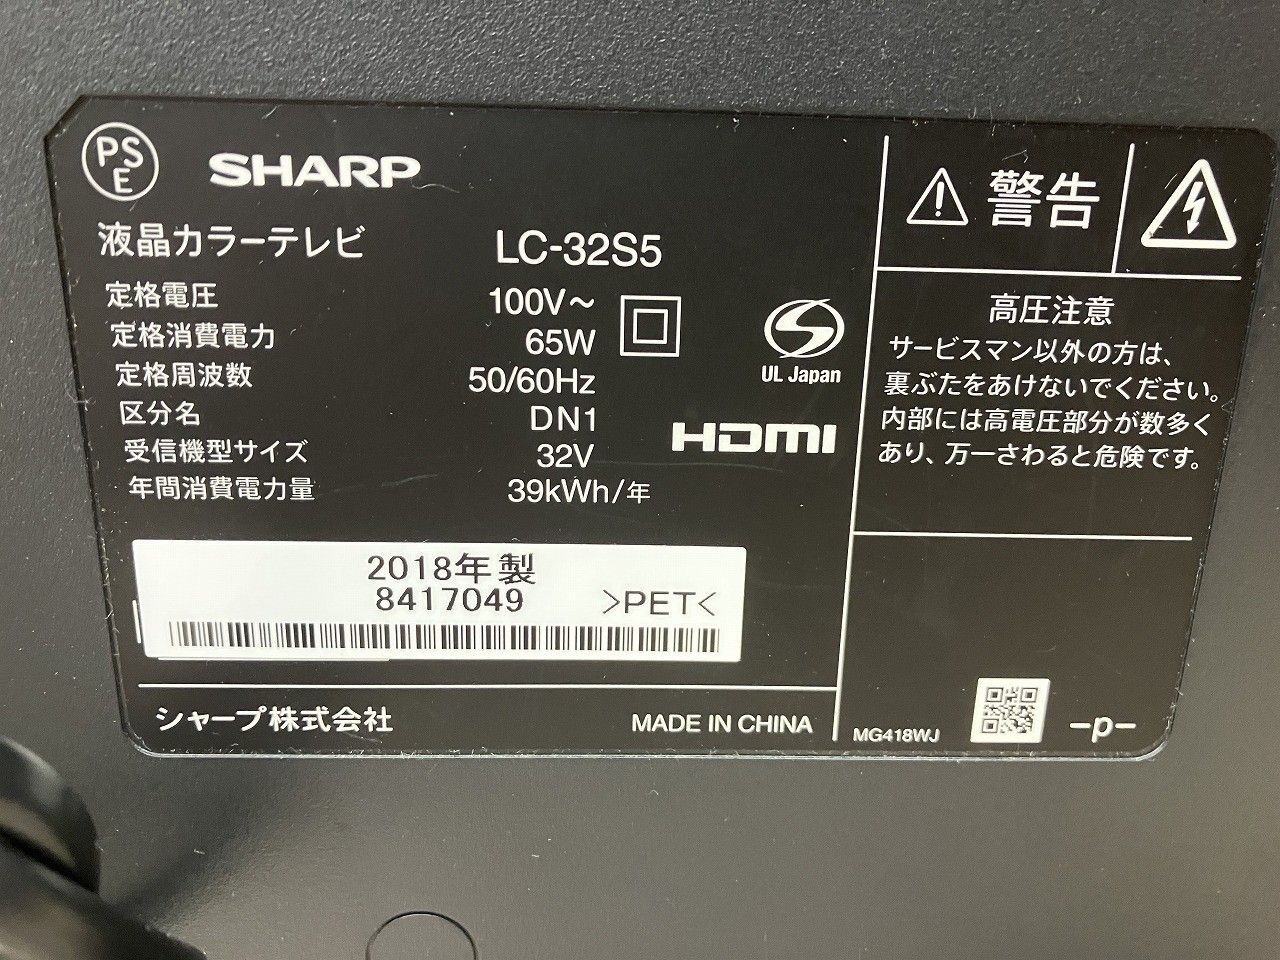 PSE SHARP
液晶カラーテレビ LC-32S5
定格電圧 100V~
定格消費電力 65W
定格周波数 50/60Hz
区分名 DN1
受信機型サイズ 32V
年間消費電力量 39kWh/年
UL Japan
HDMI
2018年製
8417049 >PET<
シャープ株式会社 MADE IN CHINA
警告
高圧注意
サービスマン以外の方は、
裏ぶたをあけないでください。
内部には高電圧部分が数多く
あり、万一さわると危険です。
MG418WJ -p-